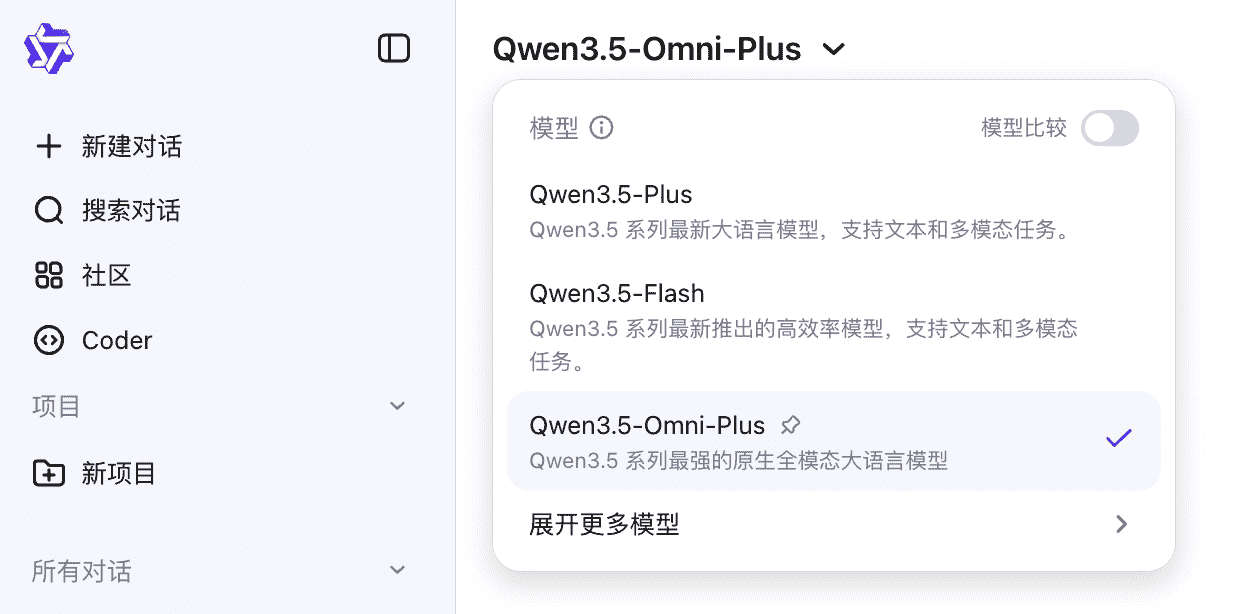 新建对话
搜索对话
社区
Coder
项目
新项目
所有对话
Qwen3.5-Omni-Plus
模型
模型比较
Qwen3.5-Plus
Qwen3.5 系列最新大语言模型，支持文本和多模态任务。
Qwen3.5-Flash
Qwen3.5 系列最新推出的高效率模型，支持文本和多模态
任务。
Qwen3.5-Omni-Plus
Qwen3.5 系列最强的原生全模态大语言模型
展开更多模型